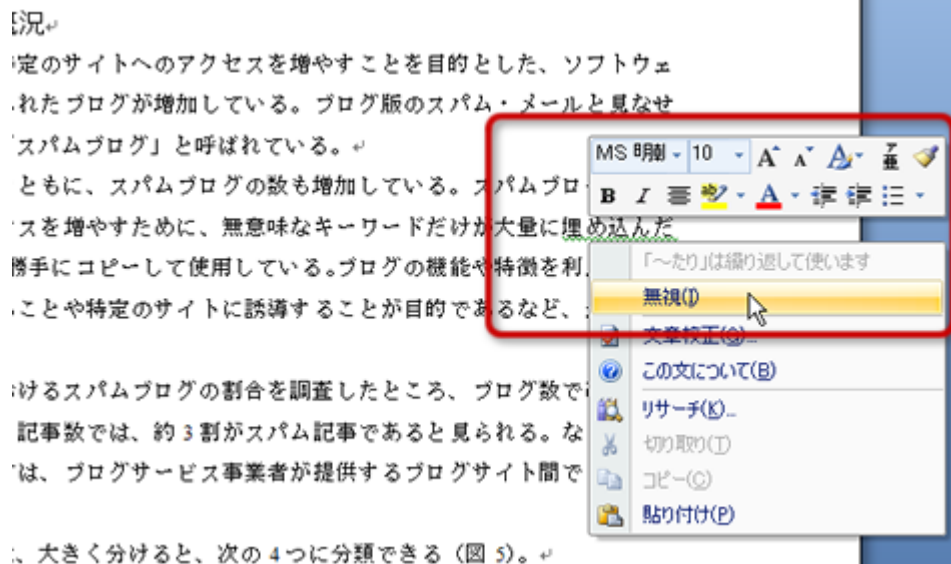 況
定のサイトへのアクセスを増やすことを目的とした、ソフトウェ
れたブログが増加している。ブログ版のスパム・メールと見なせ
スパムブログ」と呼ばれている。
ともに、スパムブログの数も増加している。スパムブロ
スを増やすために、無意味なキーワードだけが大量に埋め込んだ
勝手にコピーして使用している。ブログの機能や特徴を利
ことや特定のサイトに誘導することが目的であるなど、
けるスパムブログの割合を調査したところ、ブログ数で
記事数では、約3割がスパム記事であると見られる。な
は、ブログサービス事業者が提供するブログサイト間で
、大きく分けると、次の4つに分類できる（図 5）。
MS 明朝 10
B I
「～たり」は繰り返して使います
無視(I)
文章校正(G)...
この文について(B)
リサーチ(K)...
切り取り(T)
コピー(C)
貼り付け(P)